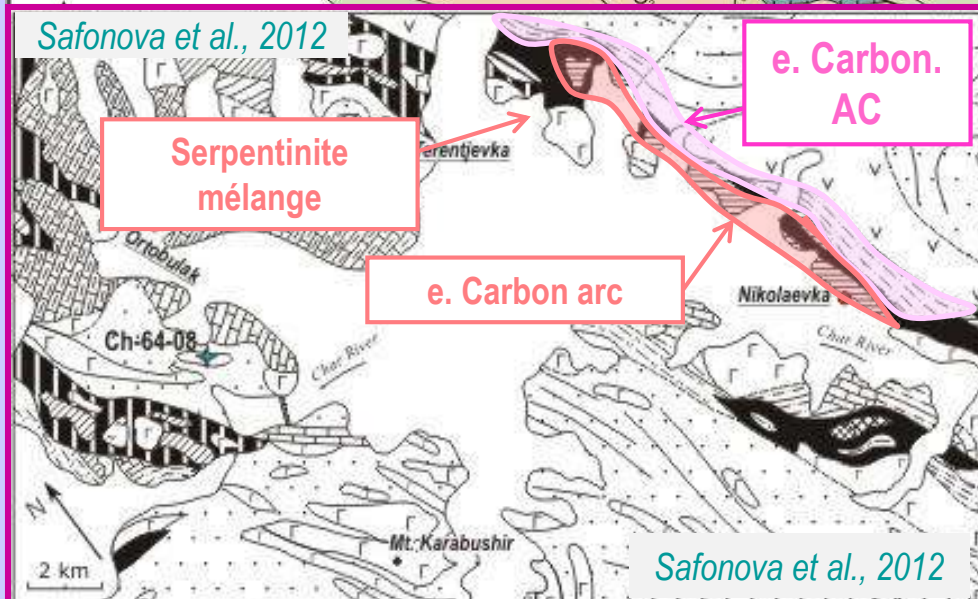 Safonova et al., 2012
e. Carbon.
AC
Serpentinite
mélange
Ortobulak
e. Carbon arc
Nikolaevka
Ch-64-08
Char River
Char River
N
Mt. Karabushir
2 km
Safonova et al., 2012